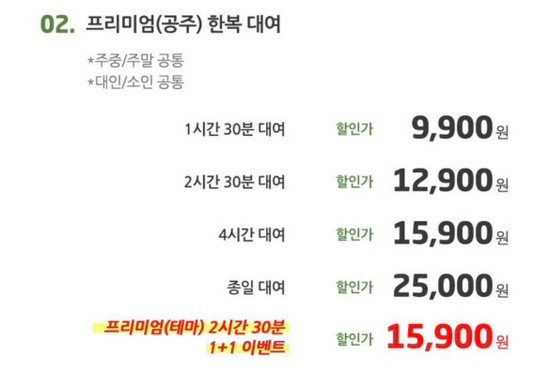 02. 프리미엄(공주) 한복 대여
*주중/주말 공통
*대인/소인 공통
1시간 30분 대여 할인가 9,900원
2시간 30분 대여 할인가 12,900원
4시간 대여 할인가 15,900원
종일 대여 할인가 25,000원
프리미엄(테마) 2시간 30분
1+1 이벤트 할인가 15,900원